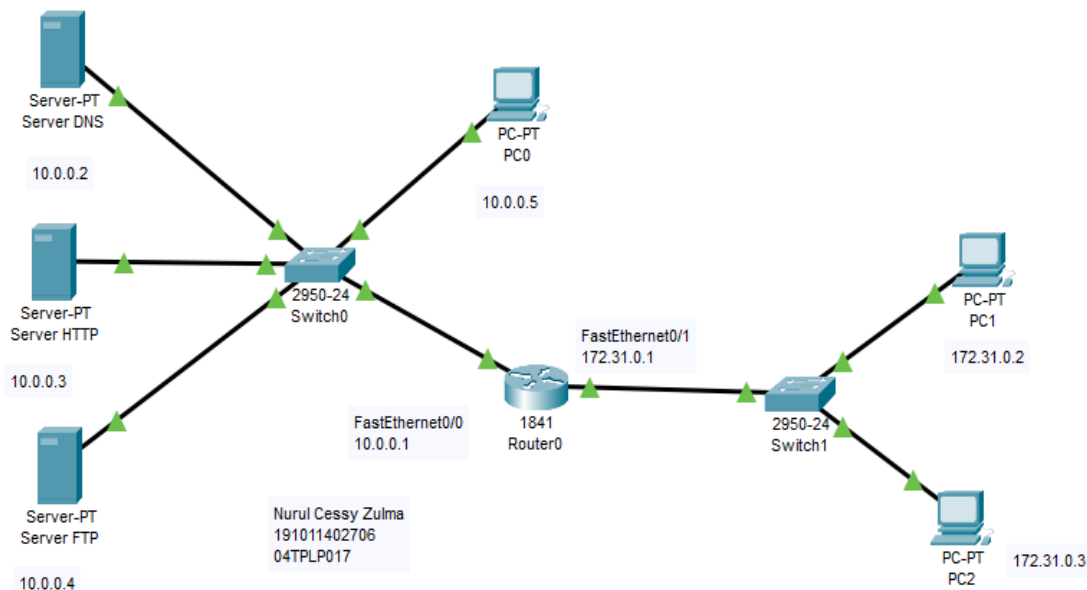 Server-PT
Server DNS
10.0.0.2
PC-PT
PC0
10.0.0.5
Server-PT
Server HTTP
10.0.0.3
2950-24
Switch0
FastEthernet0/1
172.31.0.1
PC-PT
PC1
172.31.0.2
FastEthernet0/0
10.0.0.1
1841
Router0
2950-24
Switch1
Server-PT
Server FTP
10.0.0.4
Nurul Cessy Zulma
191011402706
04TPLP017
PC-PT
PC2
172.31.0.3